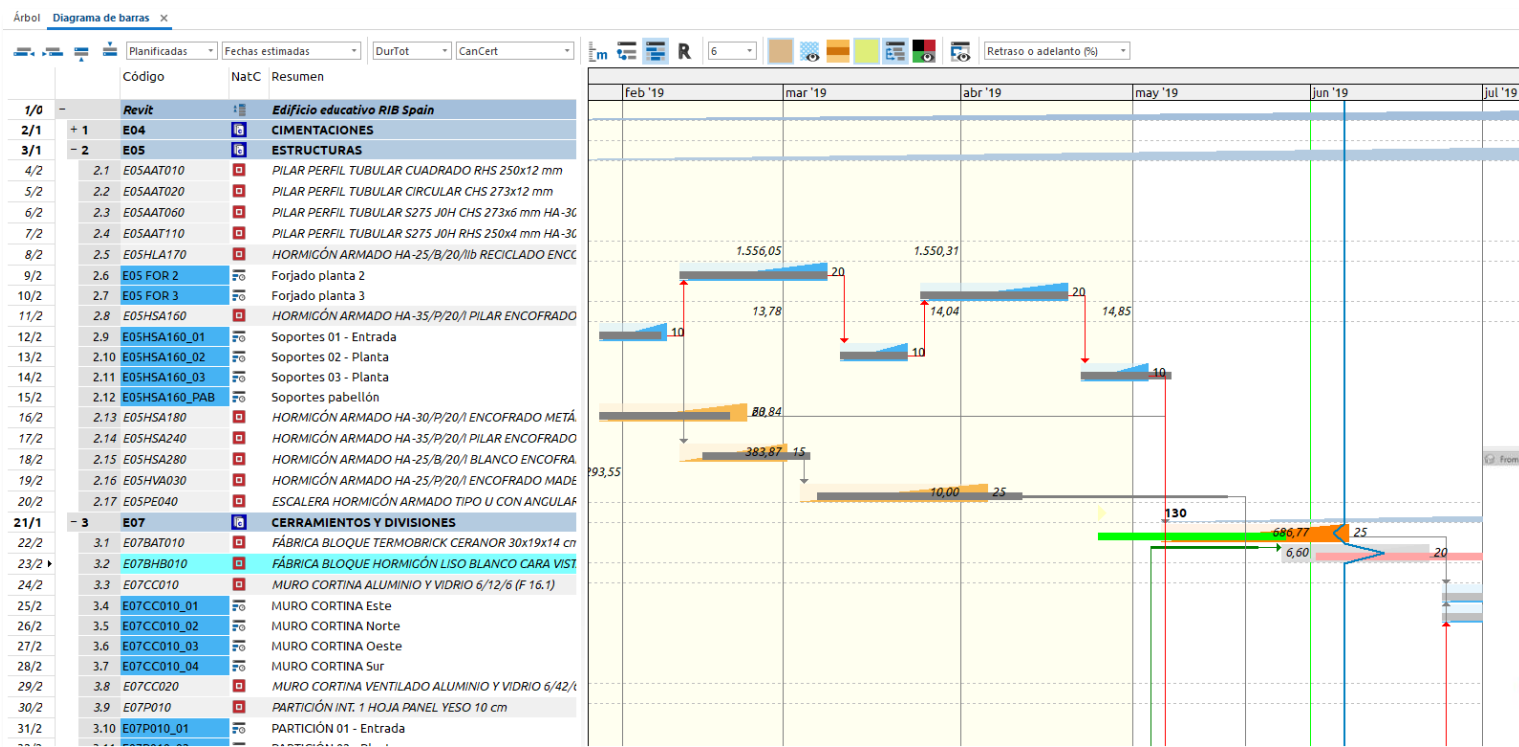 Árbol Diagrama de barras ×
Planificadas Fechas estimadas DurTot CanCert m R 6 Retraso o adelanto (%)
Código NatC Resumen
feb '19 mar '19 abr '19 may '19 jun '19 jul '19
1/0 − Revit Edificio educativo RIB Spain
2/1 + 1 E04 CIMENTACIONES
3/1 − 2 E05 ESTRUCTURAS
4/2 2.1 E05AAT010 PILAR PERFIL TUBULAR CUADRADO RHS 250x12 mm
5/2 2.2 E05AAT020 PILAR PERFIL TUBULAR CIRCULAR CHS 273x12 mm
6/2 2.3 E05AAT060 PILAR PERFIL TUBULAR S275 J0H CHS 273x6 mm HA-30
7/2 2.4 E05AAT110 PILAR PERFIL TUBULAR S275 J0H RHS 250x4 mm HA-30
8/2 2.5 E05HLA170 HORMIGÓN ARMADO HA-25/B/20/IIb RECICLADO ENCO 1.556,05 1.550,31
9/2 2.6 E05 FOR 2 Forjado planta 2 20
10/2 2.7 E05 FOR 3 Forjado planta 3 20
11/2 2.8 E05HSA160 HORMIGÓN ARMADO HA-35/P/20/I PILAR ENCOFRADO 13,78 14,04 14,85
12/2 2.9 E05HSA160_01 Soportes 01 - Entrada 10
13/2 2.10 E05HSA160_02 Soportes 02 - Planta 10
14/2 2.11 E05HSA160_03 Soportes 03 - Planta 10
15/2 2.12 E05HSA160_PAB Soportes pabellón
16/2 2.13 E05HSA180 HORMIGÓN ARMADO HA-30/P/20/I ENCOFRADO METÁ
17/2 2.14 E05HSA240 HORMIGÓN ARMADO HA-35/P/20/I PILAR ENCOFRADO
18/2 2.15 E05HSA280 HORMIGÓN ARMADO HA-25/B/20/I BLANCO ENCOFRA 383,87 15
19/2 2.16 E05HVA030 HORMIGÓN ARMADO HA-25/P/20/I ENCOFRADO MADE 293,55
20/2 2.17 E05PE040 ESCALERA HORMIGÓN ARMADO TIPO U CON ANGULAR 10,00 25
21/1 − 3 E07 CERRAMIENTOS Y DIVISIONES 130
22/2 3.1 E07BAT010 FÁBRICA BLOQUE TERMOBRICK CERANOR 30x19x14 cm 686,77 25
23/2 3.2 E07BHB010 FÁBRICA BLOQUE HORMIGÓN LISO BLANCO CARA VIST 6,60 20
24/2 3.3 E07CC010 MURO CORTINA ALUMINIO Y VIDRIO 6/12/6 (F 16.1)
25/2 3.4 E07CC010_01 MURO CORTINA Este
26/2 3.5 E07CC010_02 MURO CORTINA Norte
27/2 3.6 E07CC010_03 MURO CORTINA Oeste
28/2 3.7 E07CC010_04 MURO CORTINA Sur
29/2 3.8 E07CC020 MURO CORTINA VENTILADO ALUMINIO Y VIDRIO 6/42/
30/2 3.9 E07P010 PARTICIÓN INT. 1 HOJA PANEL YESO 10 cm
31/2 3.10 E07P010_01 PARTICIÓN 01 - Entrada
From